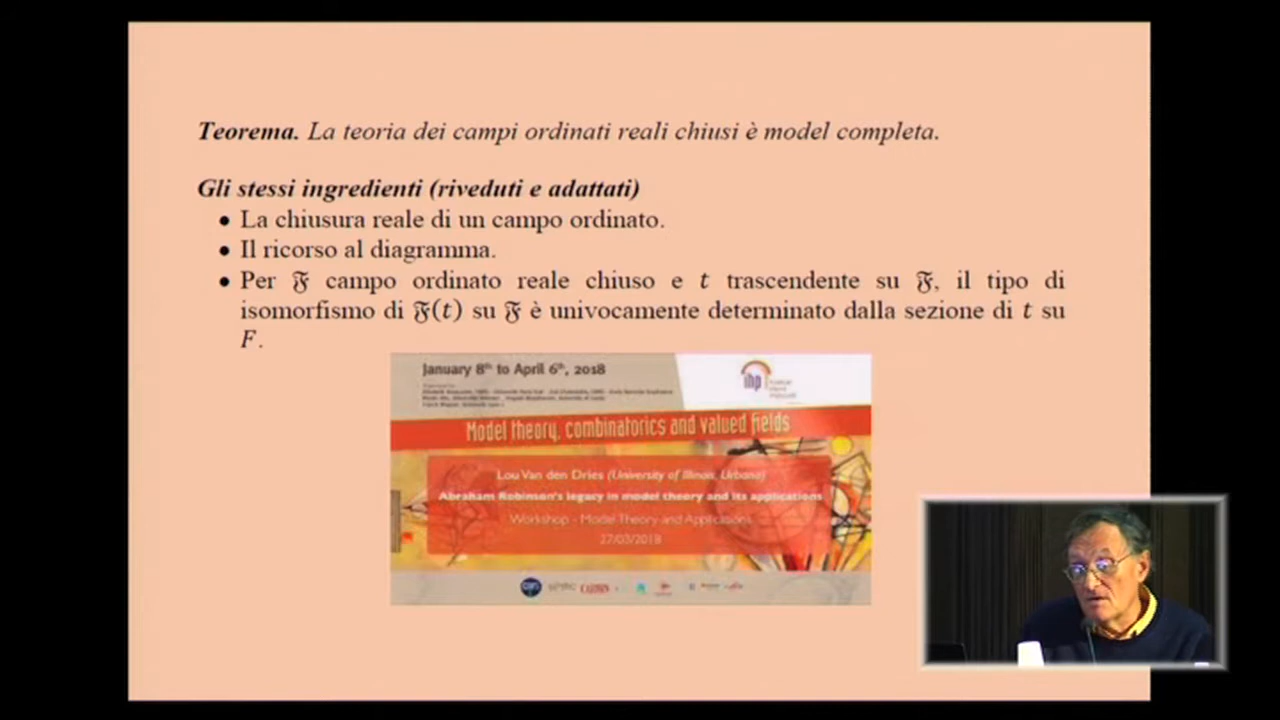 Teorema. La teoria dei campi ordinati reali chiusi è model completa.
Gli stessi ingredienti (riveduti e adattati)
● La chiusura reale di un campo ordinato.
● Il ricorso al diagramma.
● Per 𝔉 campo ordinato reale chiuso e t trascendente su 𝔉, il tipo di
isomorfismo di 𝔉(t) su 𝔉 è univocamente determinato dalla sezione di t su
F.
January 8th to April 6th, 2018
ihp
Model theory, combinatorics and valued fields
Lou Van den Dries (University of Illinois, Urbana)
Abraham Robinson's legacy in model theory and its applications
Workshop - Model Theory and Applications
27/03/2018